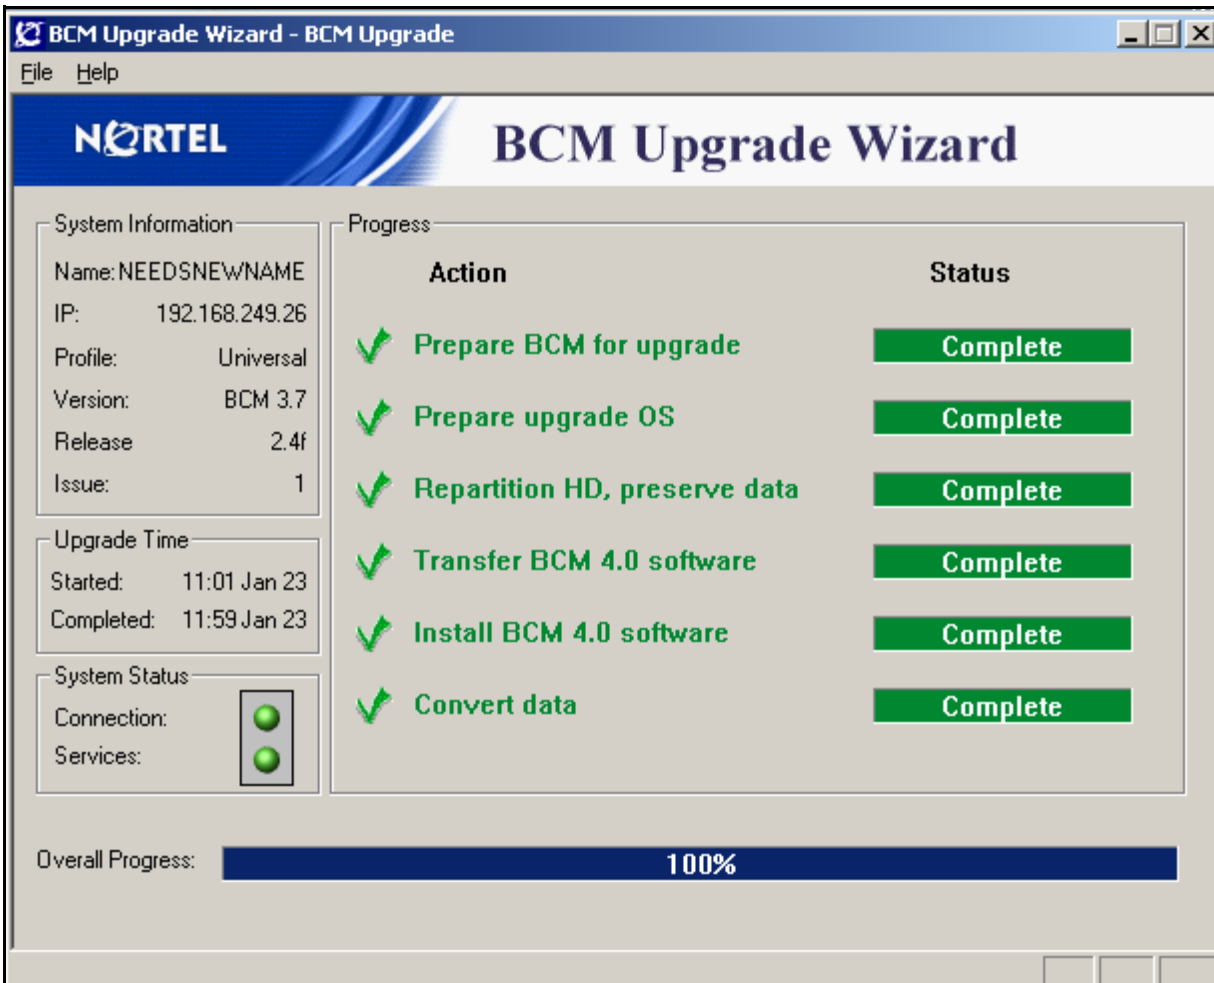 BCM Upgrade Wizard - BCM Upgrade
File Help
NORTEL
BCM Upgrade Wizard
System Information
Name: NEEDSNEWNAME
IP: 192.168.249.26
Profile: Universal
Version: BCM 3.7
Release 2.4f
Issue: 1
Upgrade Time
Started: 11:01 Jan 23
Completed: 11:59 Jan 23
System Status
Connection:
Services:
Progress
Action Status
Prepare BCM for upgrade Complete
Prepare upgrade OS Complete
Repartition HD, preserve data Complete
Transfer BCM 4.0 software Complete
Install BCM 4.0 software Complete
Convert data Complete
Overall Progress: 100%